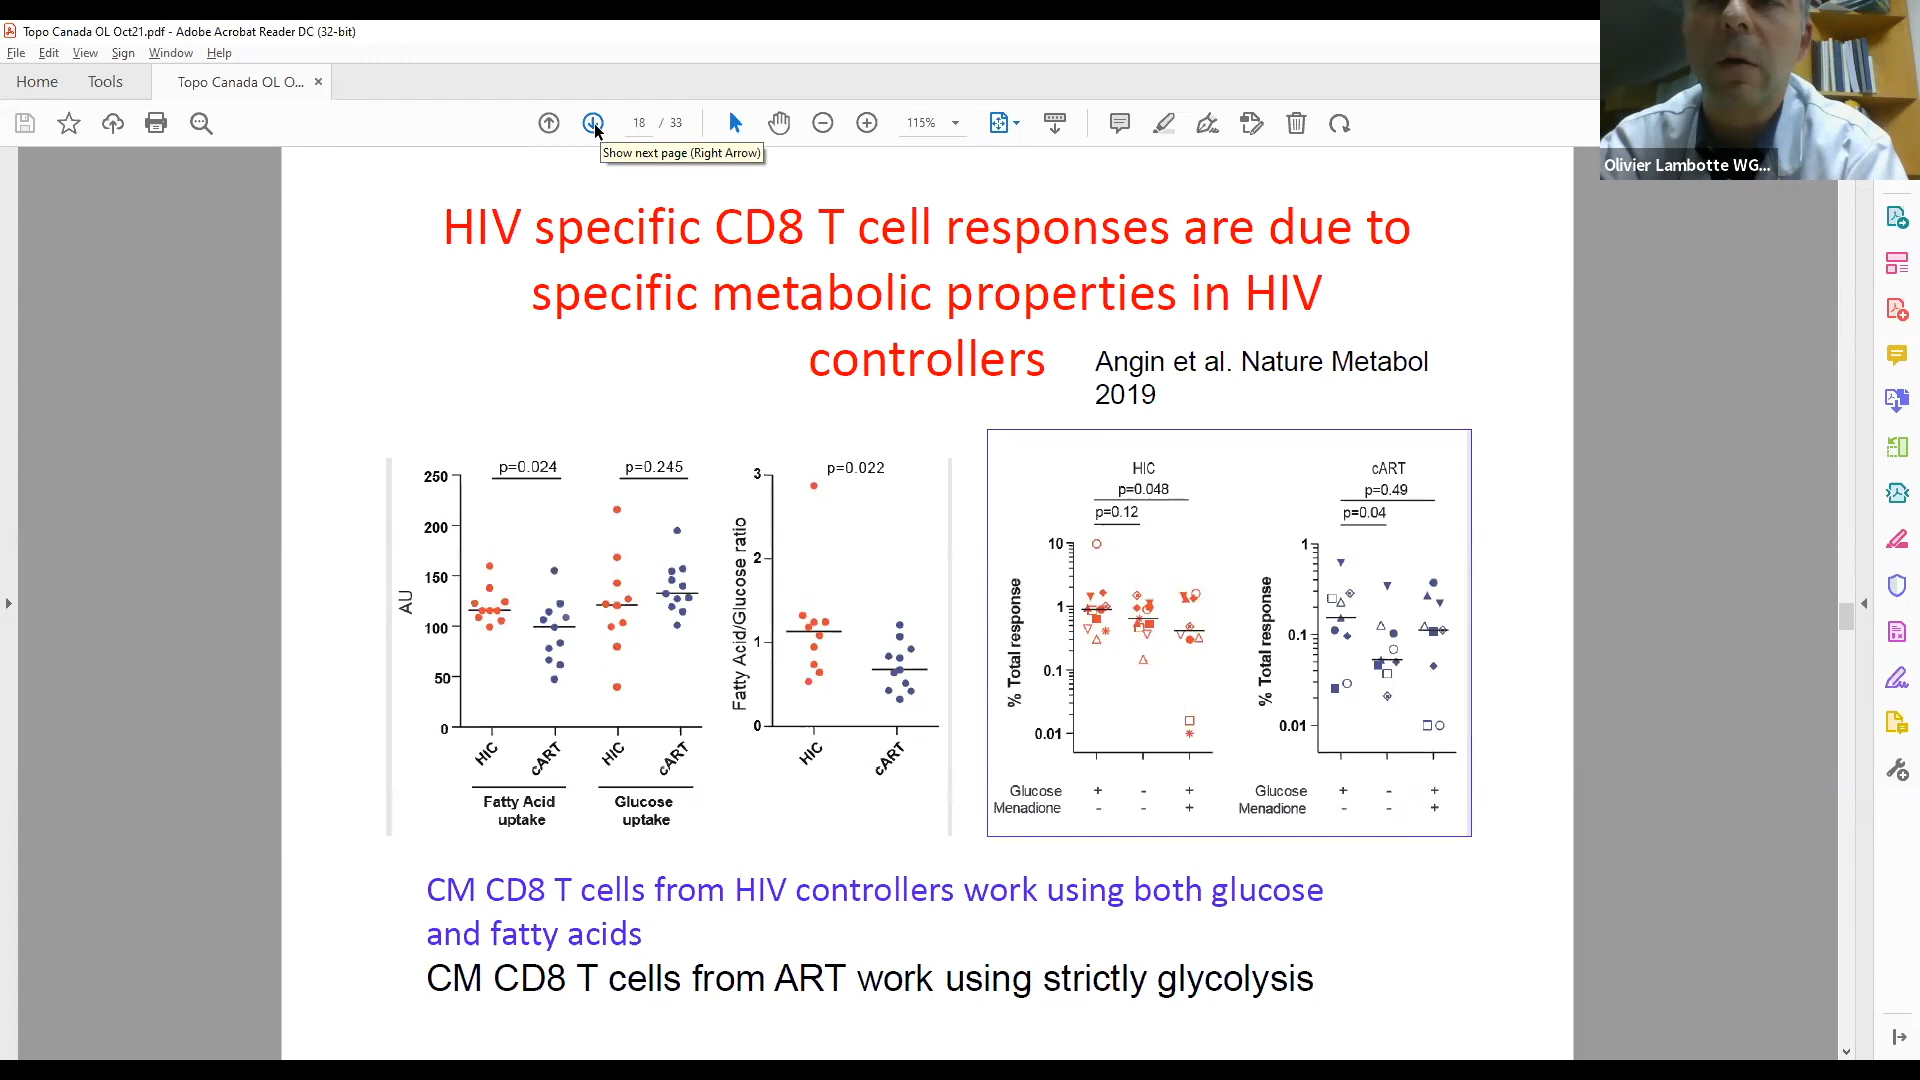 Topo Canada OL Oct21.pdf - Adobe Acrobat Reader DC (32-bit)
File Edit View Sign Window Help
Home Tools Topo Canada OL O... ×
18 / 33 115%
Show next page (Right Arrow)
Olivier Lambotte WG...
HIV specific CD8 T cell responses are due to
specific metabolic properties in HIV
controllers
Angin et al. Nature Metabol
2019
p=0.024 p=0.245
250
200
150
100
50
0
AU
HIC cART HIC cART
Fatty Acid
uptake
Glucose
uptake
p=0.022
3
2
1
0
Fatty Acid/Glucose ratio
HIC cART
HIC
p=0.048
p=0.12
10
1
0.1
0.01
% Total response
Glucose + - +
Menadione - - +
cART
p=0.49
p=0.04
1
0.1
0.01
% Total response
Glucose + - +
Menadione - - +
CM CD8 T cells from HIV controllers work using both glucose
and fatty acids
CM CD8 T cells from ART work using strictly glycolysis